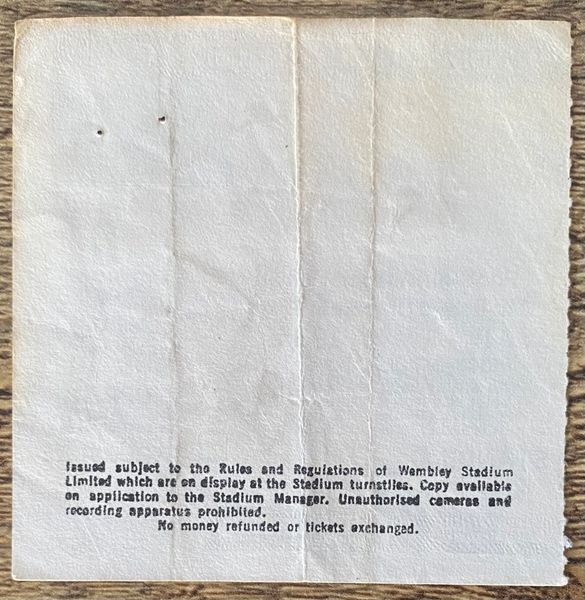 Issued subject to the Rules and Regulations of Wembley Stadium
Limited which are on display at the Stadium turnstiles. Copy available
on application to the Stadium Manager. Unauthorised cameras and
recording apparatus prohibited.
No money refunded or tickets exchanged.